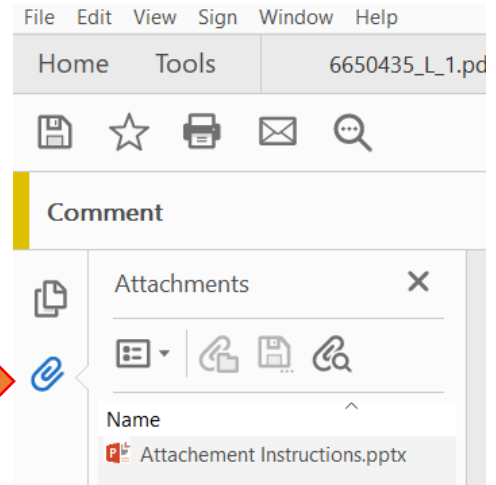 File Edit View Sign Window Help
Home Tools 6650435_L_1.pd
Comment
Attachments
Name
Attachement Instructions.pptx